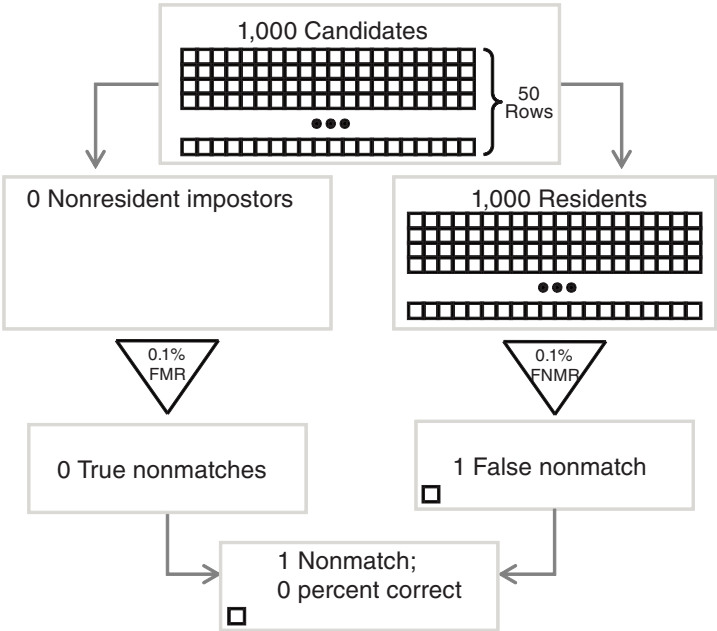 1,000 Candidates
50
Rows
0 Nonresident impostors
1,000 Residents
0.1%
FMR
0.1%
FNMR
0 True nonmatches
1 False nonmatch
1 Nonmatch;
0 percent correct